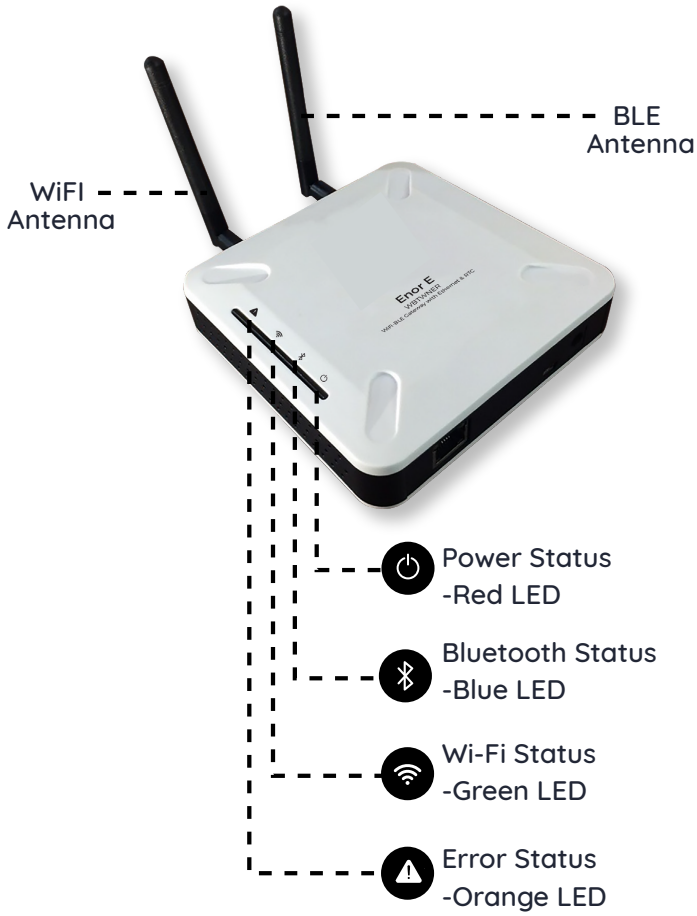 BLE
Antenna
WiFI
Antenna
Enor E
WBTWNER
WiFi BLE Gateway with Ethernet & RTC
Power Status
-Red LED
Bluetooth Status
-Blue LED
Wi-Fi Status
-Green LED
Error Status
-Orange LED